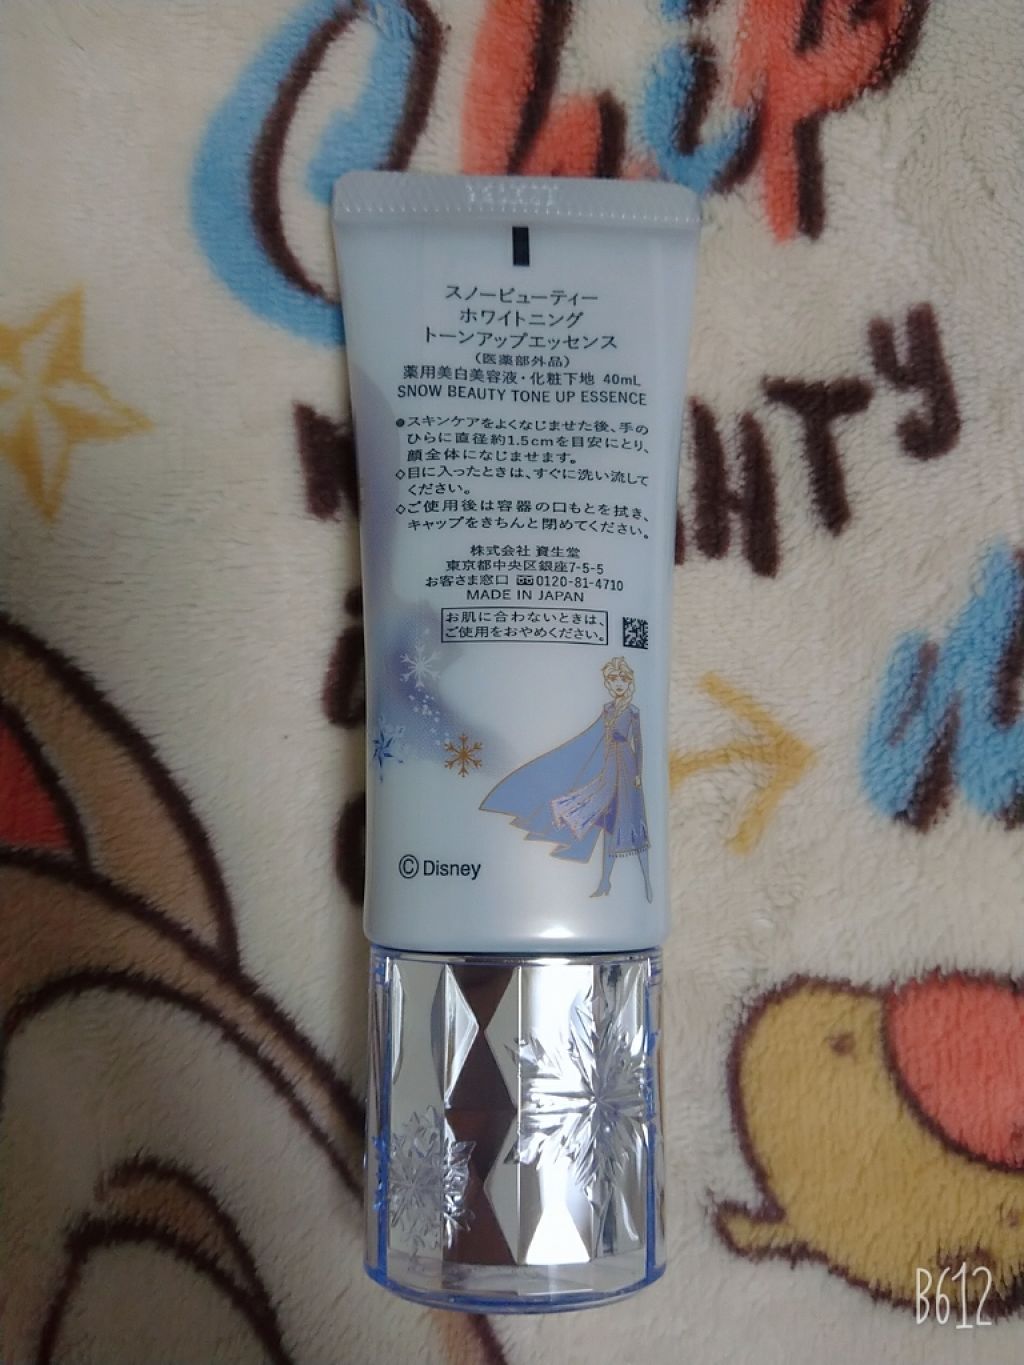 スノービューティー
ホワイトニング
トーンアップエッセンス
（医薬部外品）
薬用美白美容液・化粧下地 40mL
SNOW BEAUTY TONE UP ESSENCE
●スキンケアをよくなじませた後、手の
ひらに直径約1.5cmを目安にとり、
顔全体になじませます。
◇目に入ったときは、すぐに洗い流して
ください。
◇ご使用後は容器の口もとを拭き、
キャップをきちんと閉めてください。
株式会社 資生堂
東京都中央区銀座7-5-5
お客さま窓口 0120-81-4710
MADE IN JAPAN
お肌に合わないときは、
ご使用をおやめください。
©Disney
B612